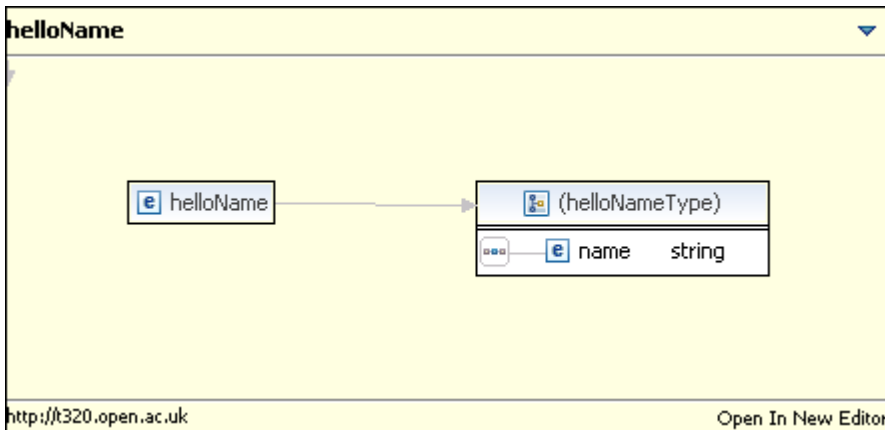 helloName
e helloName
(helloNameType)
e name string
http://t320.open.ac.uk
Open In New Editor